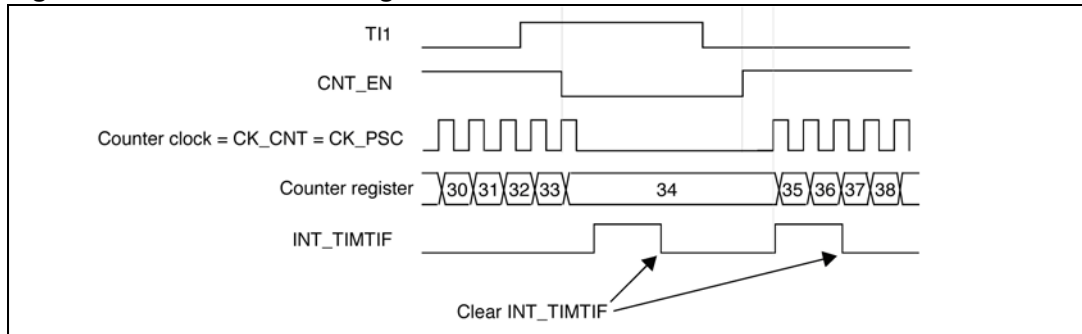 TI1
CNT_EN
Counter clock = CK_CNT = CK_PSC
Counter register 30 31 32 33 34 35 36 37 38
INT_TIMTIF
Clear INT_TIMTIF